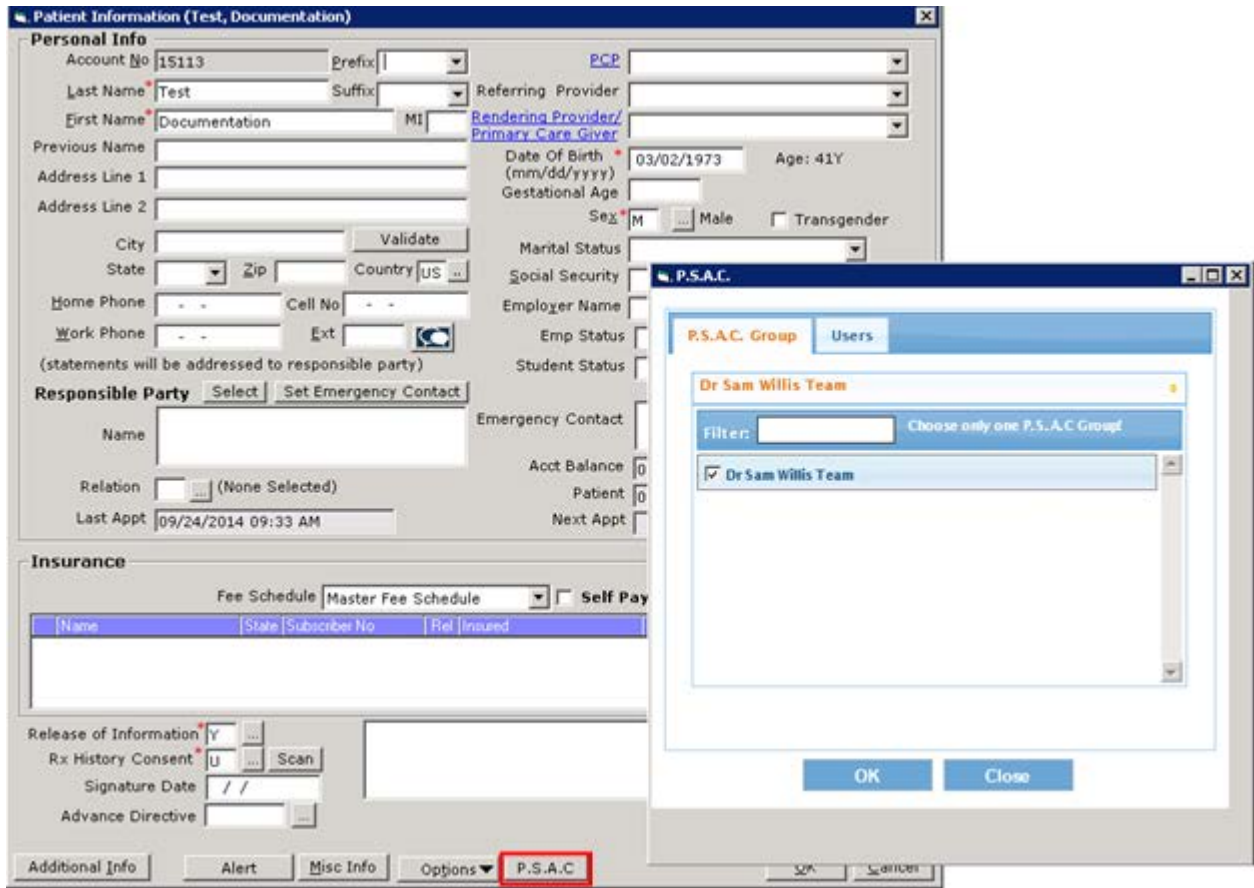 Patient Information (Test, Documentation)
Personal Info
Account No 15113 Prefix PCP
Last Name* Test Suffix Referring Provider
First Name* Documentation MI Rendering Provider/
Primary Care Giver
Previous Name Date Of Birth * 03/02/1973 Age: 41Y
(mm/dd/yyyy)
Address Line 1 Gestational Age
Address Line 2 Sex* M ... Male Transgender
City Validate Marital Status
State Zip Country US .. Social Security
Home Phone - - Cell No - - Employer Name
Work Phone - - Ext Emp Status
(statements will be addressed to responsible party) Student Status
Responsible Party Select Set Emergency Contact
Name Emergency Contact
Acct Balance 0
Relation ... (None Selected) Patient 0
Last Appt 09/24/2014 09:33 AM Next Appt
Insurance
Fee Schedule Master Fee Schedule Self Pay
Name State Subscriber No Rel Insured
Release of Information* Y ...
Rx History Consent* U ... Scan
Signature Date / /
Advance Directive ...
Additional Info Alert Misc Info Options P.S.A.C OK Cancel
P.S.A.C.
P.S.A.C. Group Users
Dr Sam Willis Team
Filter: Choose only one P.S.A.C Group!
Dr Sam Willis Team
OK Close